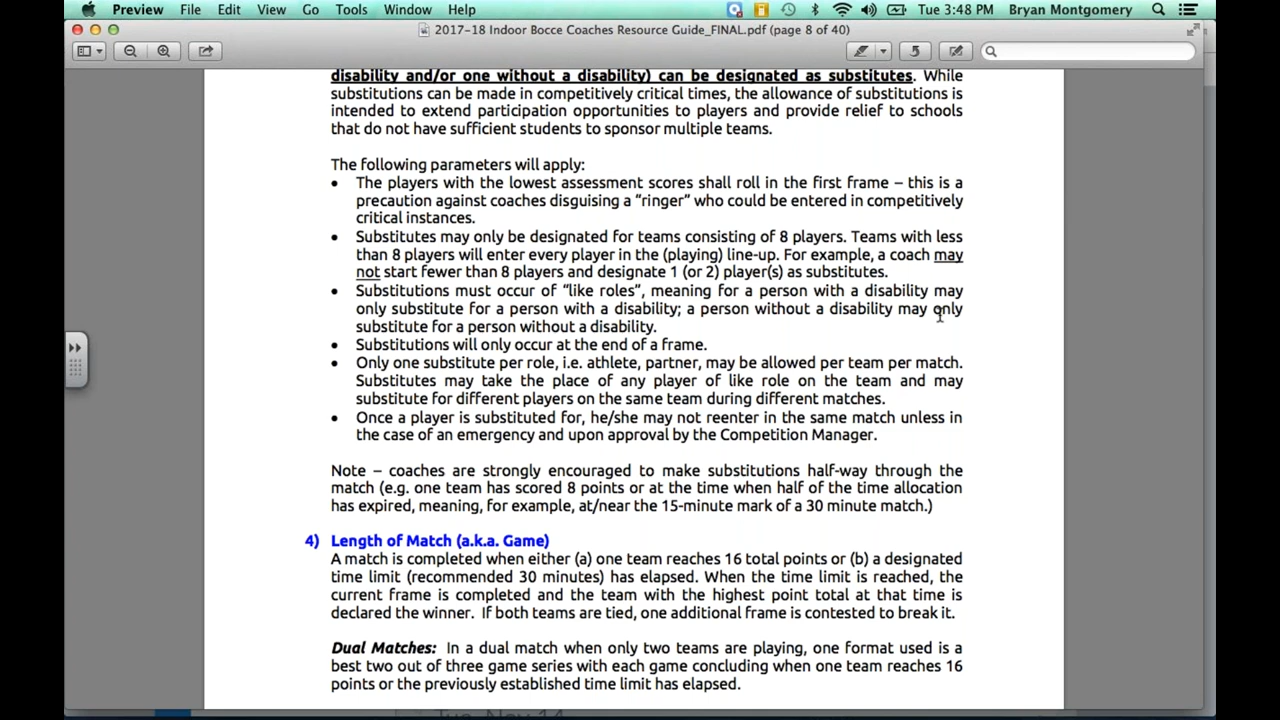 Preview File Edit View Go Tools Window Help Tue 3:48 PM Bryan Montgomery
2017-18 Indoor Bocce Coaches Resource Guide_FINAL.pdf (page 8 of 40)
disability and/or one without a disability) can be designated as substitutes. While
substitutions can be made in competitively critical times, the allowance of substitutions is
intended to extend participation opportunities to players and provide relief to schools
that do not have sufficient students to sponsor multiple teams.
The following parameters will apply:
• The players with the lowest assessment scores shall roll in the first frame – this is a
precaution against coaches disguising a “ringer” who could be entered in competitively
critical instances.
• Substitutes may only be designated for teams consisting of 8 players. Teams with less
than 8 players will enter every player in the (playing) line-up. For example, a coach may
not start fewer than 8 players and designate 1 (or 2) player(s) as substitutes.
• Substitutions must occur of “like roles”, meaning for a person with a disability may
only substitute for a person with a disability; a person without a disability may only
substitute for a person without a disability.
• Substitutions will only occur at the end of a frame.
• Only one substitute per role, i.e. athlete, partner, may be allowed per team per match.
Substitutes may take the place of any player of like role on the team and may
substitute for different players on the same team during different matches.
• Once a player is substituted for, he/she may not reenter in the same match unless in
the case of an emergency and upon approval by the Competition Manager.
Note – coaches are strongly encouraged to make substitutions half-way through the
match (e.g. one team has scored 8 points or at the time when half of the time allocation
has expired, meaning, for example, at/near the 15-minute mark of a 30 minute match.)
4) Length of Match (a.k.a. Game)
A match is completed when either (a) one team reaches 16 total points or (b) a designated
time limit (recommended 30 minutes) has elapsed. When the time limit is reached, the
current frame is completed and the team with the highest point total at that time is
declared the winner. If both teams are tied, one additional frame is contested to break it.
Dual Matches: In a dual match when only two teams are playing, one format used is a
best two out of three game series with each game concluding when one team reaches 16
points or the previously established time limit has elapsed.
Tue, Nov 14